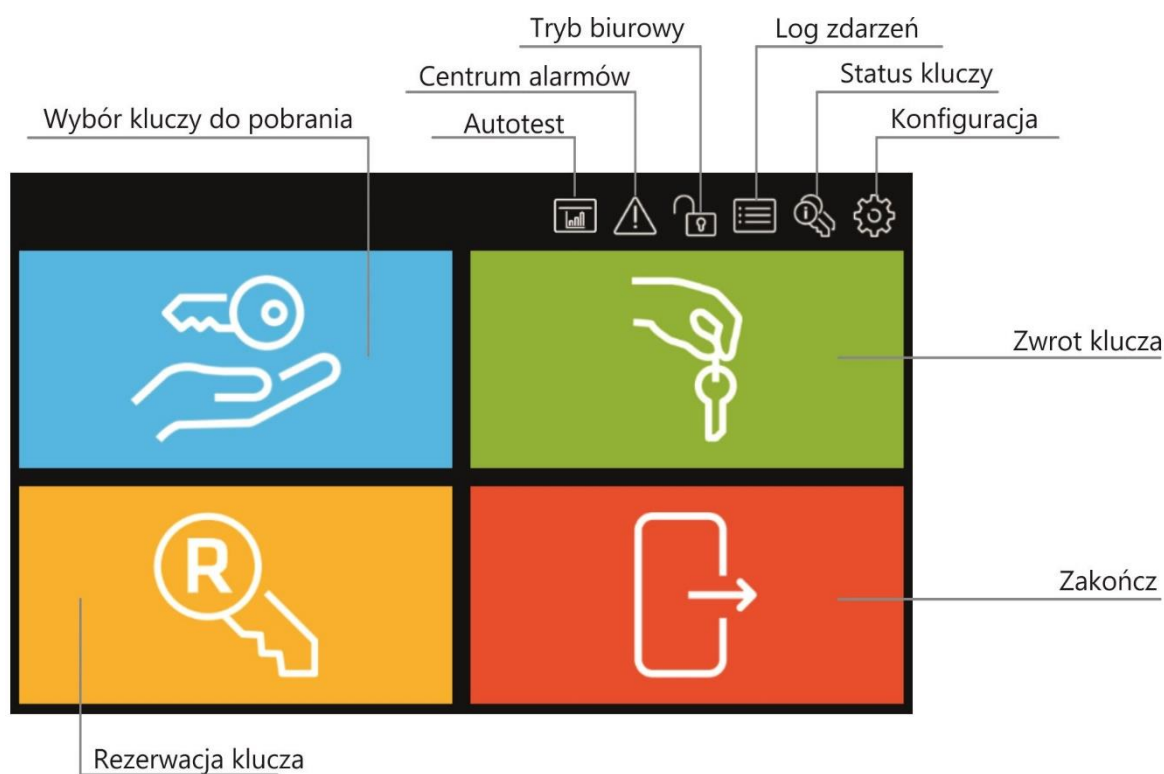 Tryb biurowy
Log zdarzeń
Centrum alarmów
Status kluczy
Wybór kluczy do pobrania
Autotest
Konfiguracja
Zwrot klucza
R
Zakończ
Rezerwacja klucza